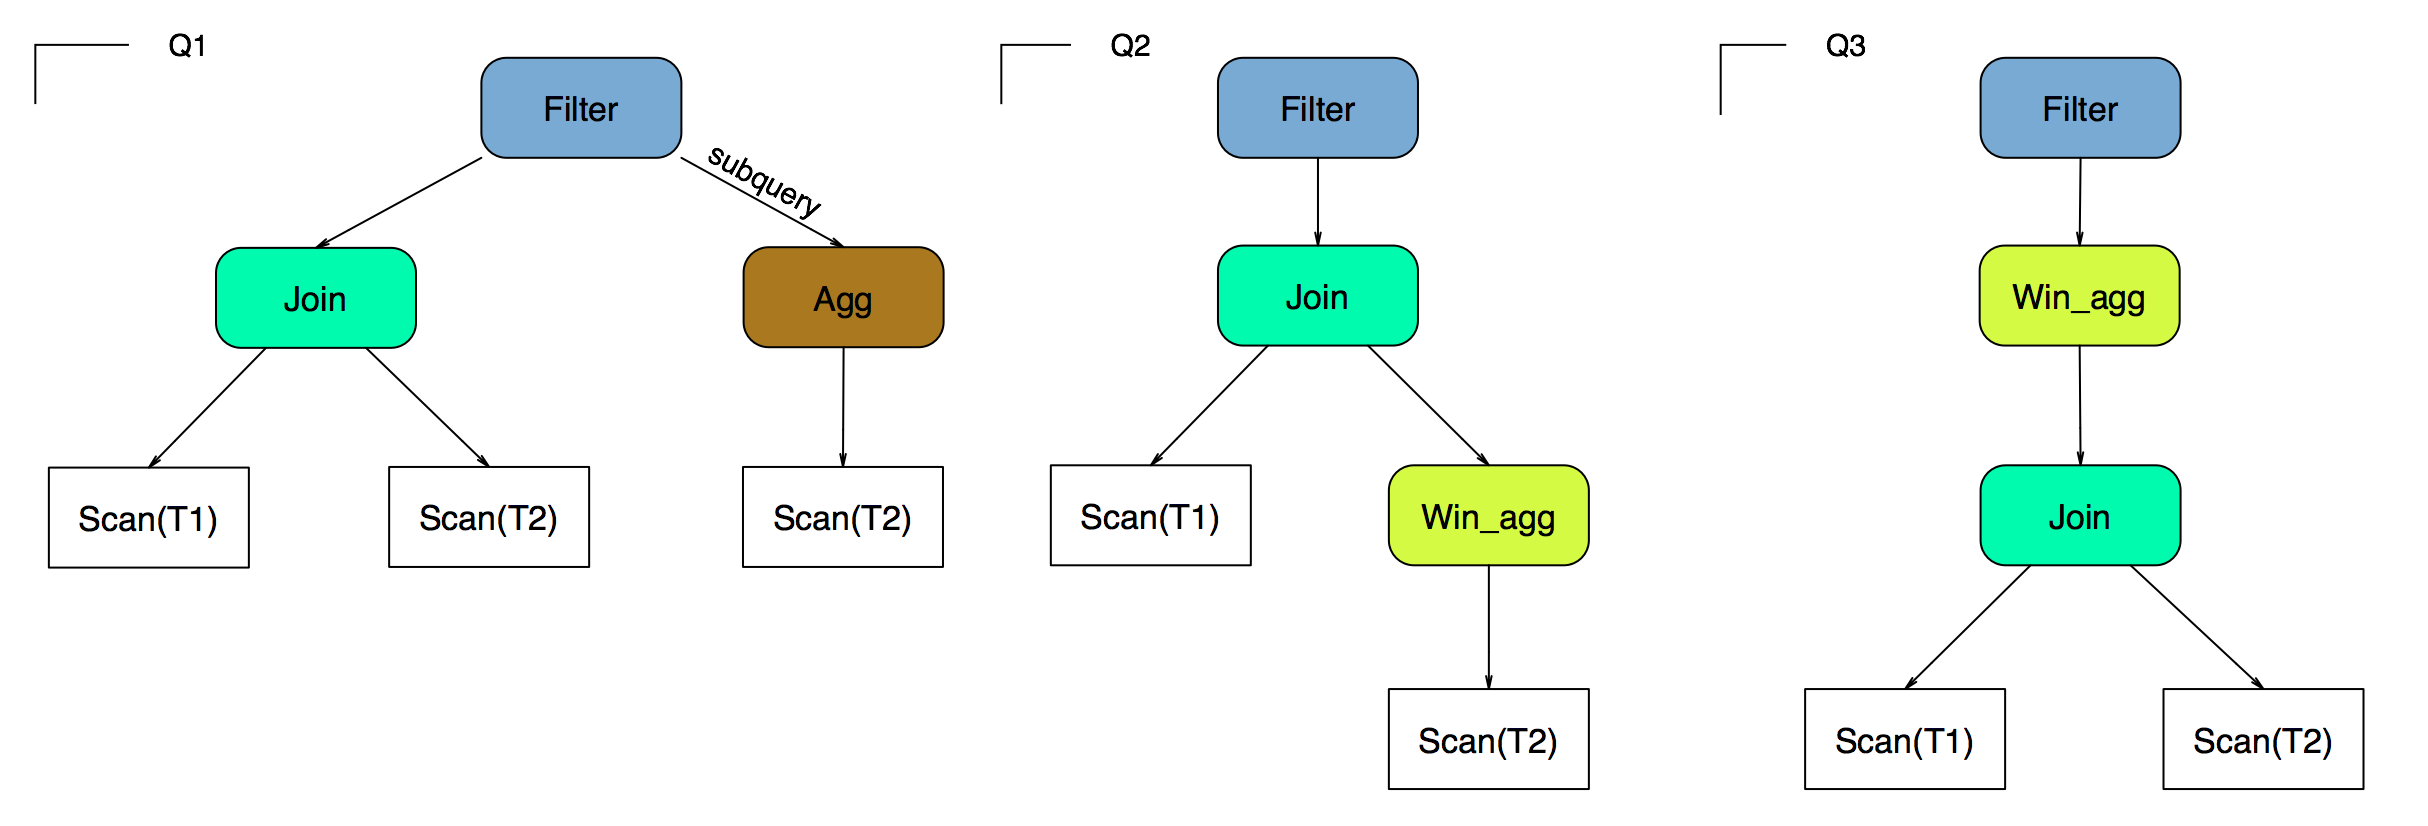 Q1
Filter
subquery
Join
Agg
Scan(T1)
Scan(T2)
Scan(T2)
Q2
Filter
Join
Scan(T1)
Win_agg
Scan(T2)
Q3
Filter
Win_agg
Join
Scan(T1)
Scan(T2)